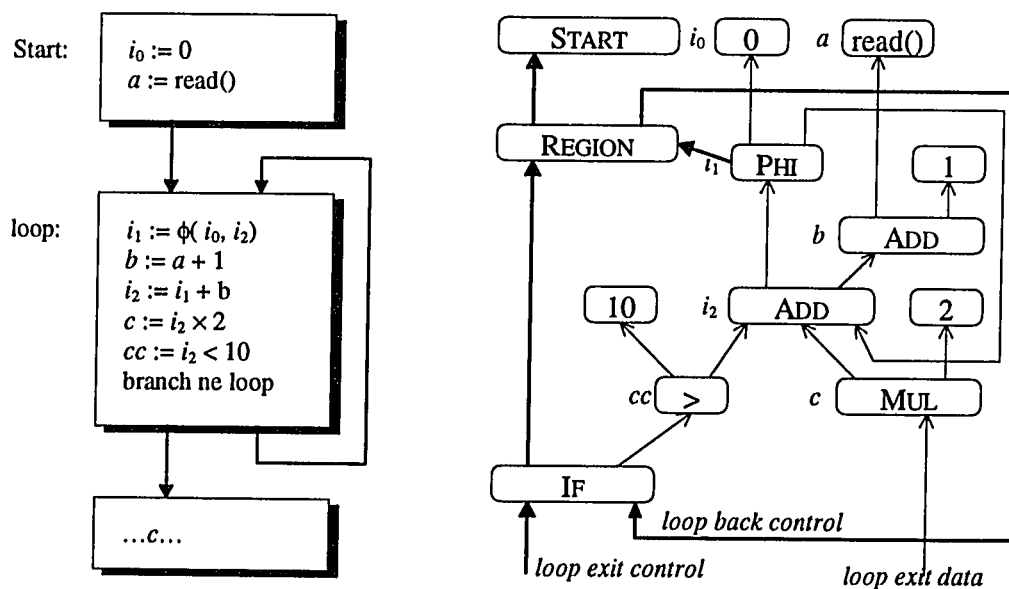 Start:
i₀ := 0
a := read()
loop:
i₁ := ϕ( i₀, i₂)
b := a + 1
i₂ := i₁ + b
c := i₂ × 2
cc := i₂ < 10
branch ne loop
...c...
START
i₀ 0
a read()
REGION
i₁ PHI
1
b ADD
10
i₂ ADD
2
cc >
c MUL
IF
loop back control
loop exit control
loop exit data